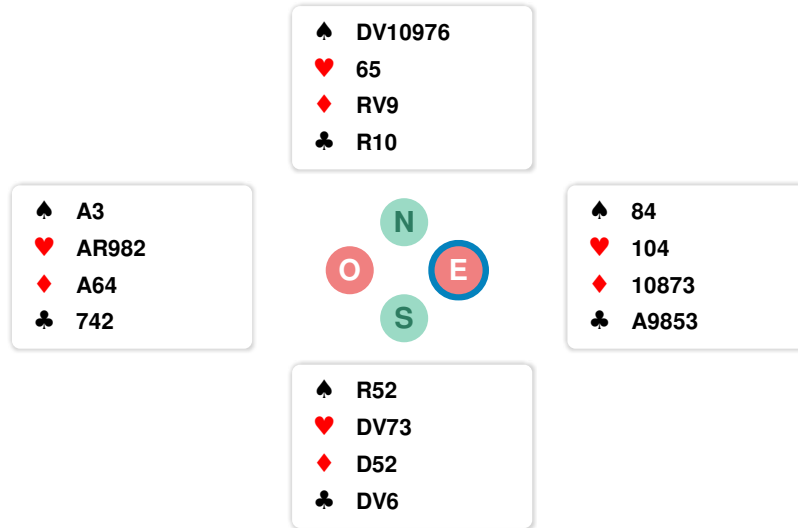 ♠ DV10976
♥ 65
♦ RV9
♣ R10
♠ A3
♥ AR982
♦ A64
♣ 742
N
O
E
S
♠ 84
♥ 104
♦ 10873
♣ A9853
♠ R52
♥ DV73
♦ D52
♣ DV6